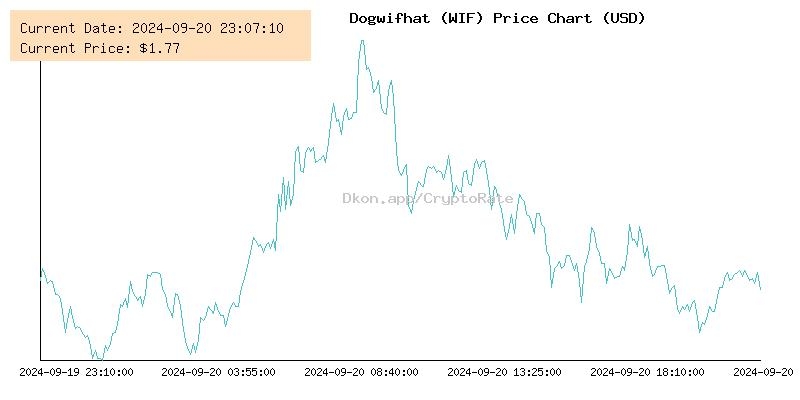 Dogwifhat (WIF) Price Chart (USD)
Current Date: 2024-09-20 23:07:10
Current Price: $1.77
Dkon.app/CryptoRate
2024-09-19 23:10:00 2024-09-20 03:55:00 2024-09-20 08:40:00 2024-09-20 13:25:00 2024-09-20 18:10:00 2024-09-20